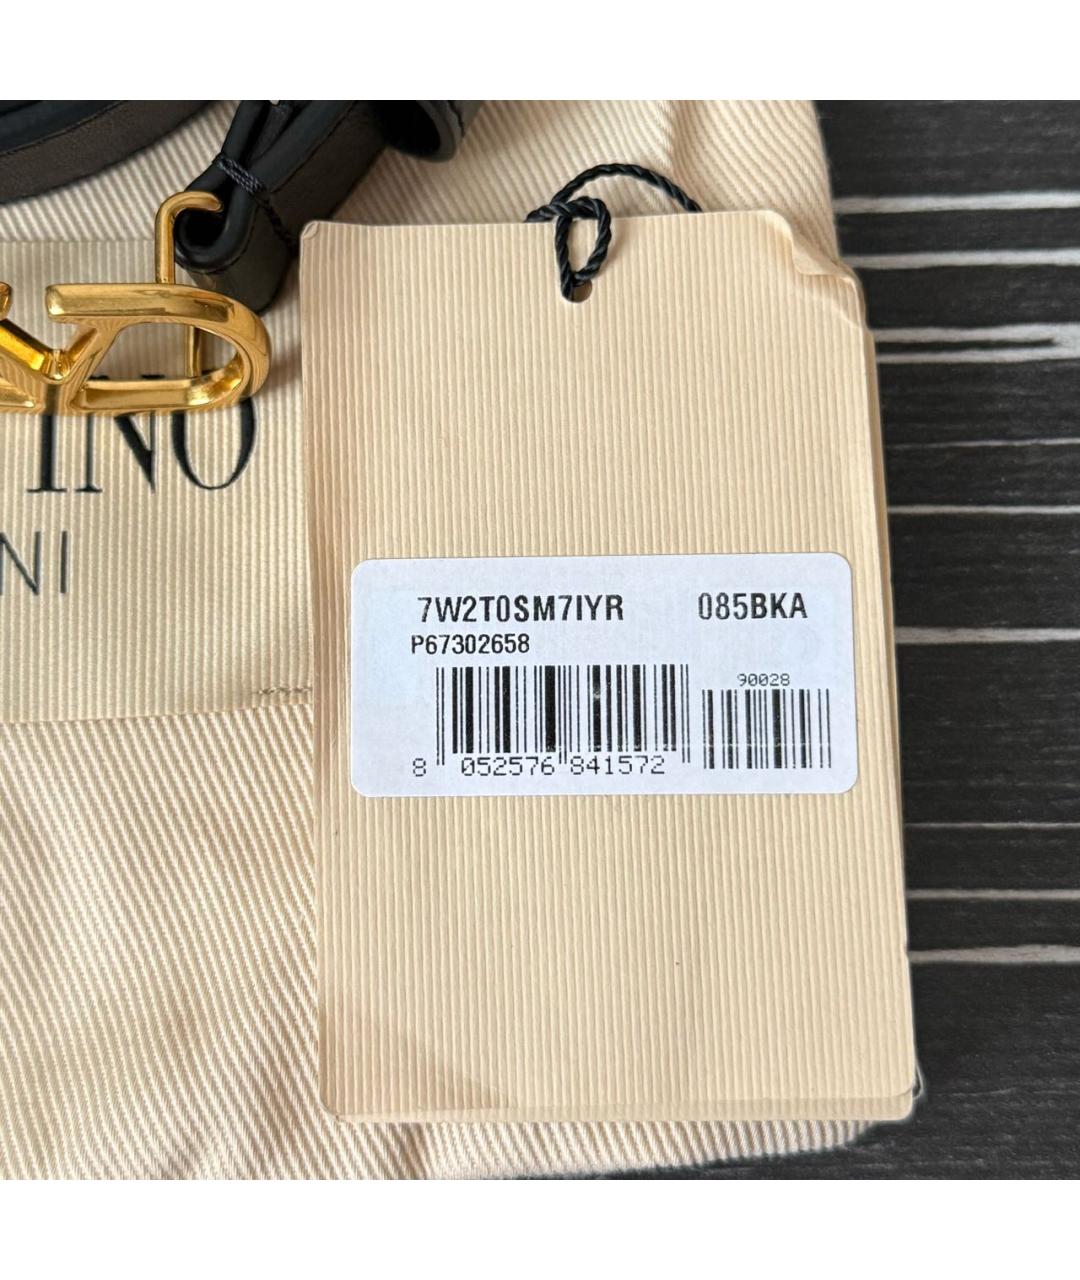 INO
NI
7W2T0SM7IYR 085BKA
P67302658
90028
8 052576 841572